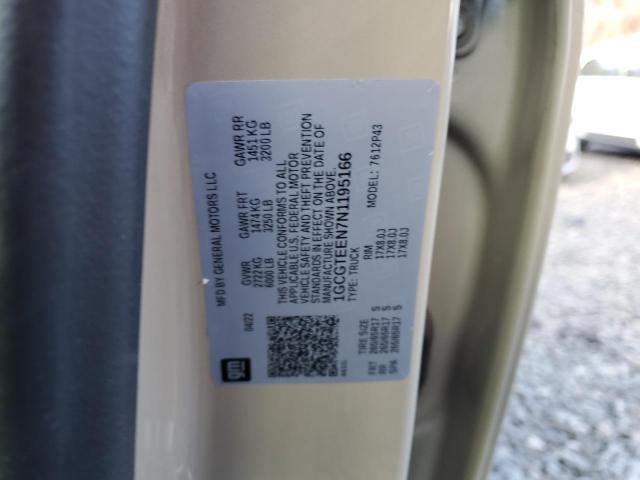 MFD BY GENERAL MOTORS LLC
04/22
gm
GVWR GAWR FRT GAWR RR
2722 KG 1474 KG 1451 KG
6000 LB 3250 LB 3200 LB
THIS VEHICLE CONFORMS TO ALL
APPLICABLE U.S. FEDERAL MOTOR
VEHICLE SAFETY AND THEFT PREVENTION
STANDARDS IN EFFECT ON THE DATE OF
MANUFACTURE SHOWN ABOVE.
1GCGTEEN7N1195166
TYPE: TRUCK MODEL: 7612P43
TIRE SIZE RIM
FRT 265/65R17 S 17X8.0J
RR 265/65R17 S 17X8.0J
SPA 265/65R17 S 17X8.0J